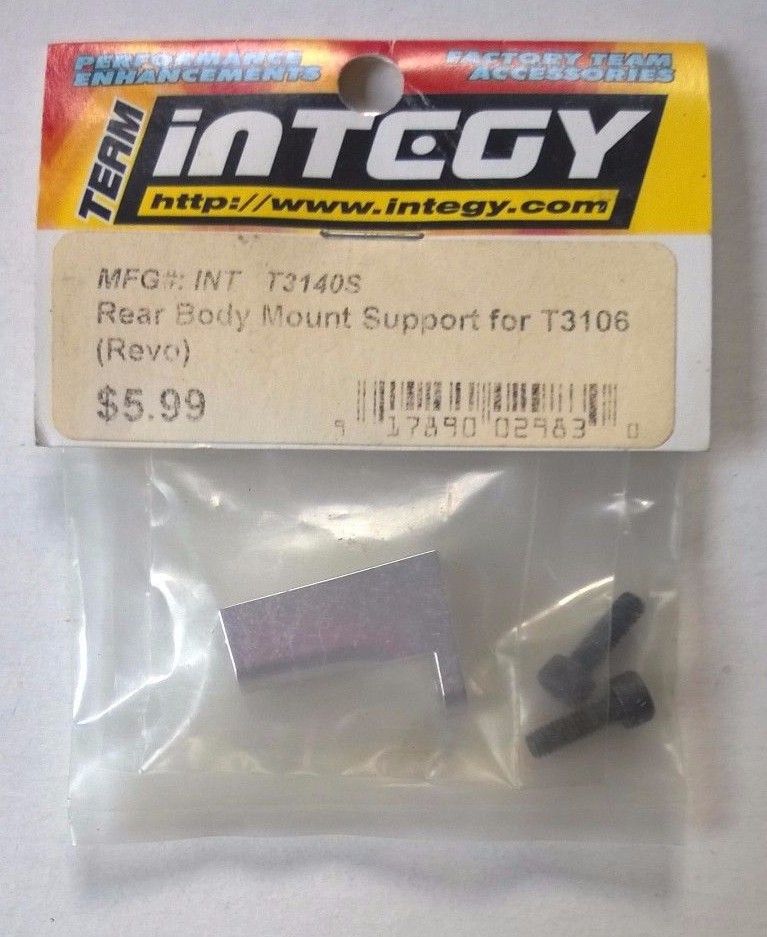 PERFORMANCE ENHANCEMENTS
FACTORY TEAM ACCESSORIES
TEAM
INTEGY
http://www.integy.com
MFG#: INT T3140S
Rear Body Mount Support for T3106
(Revo)
$5.99
9 17890 02983 0